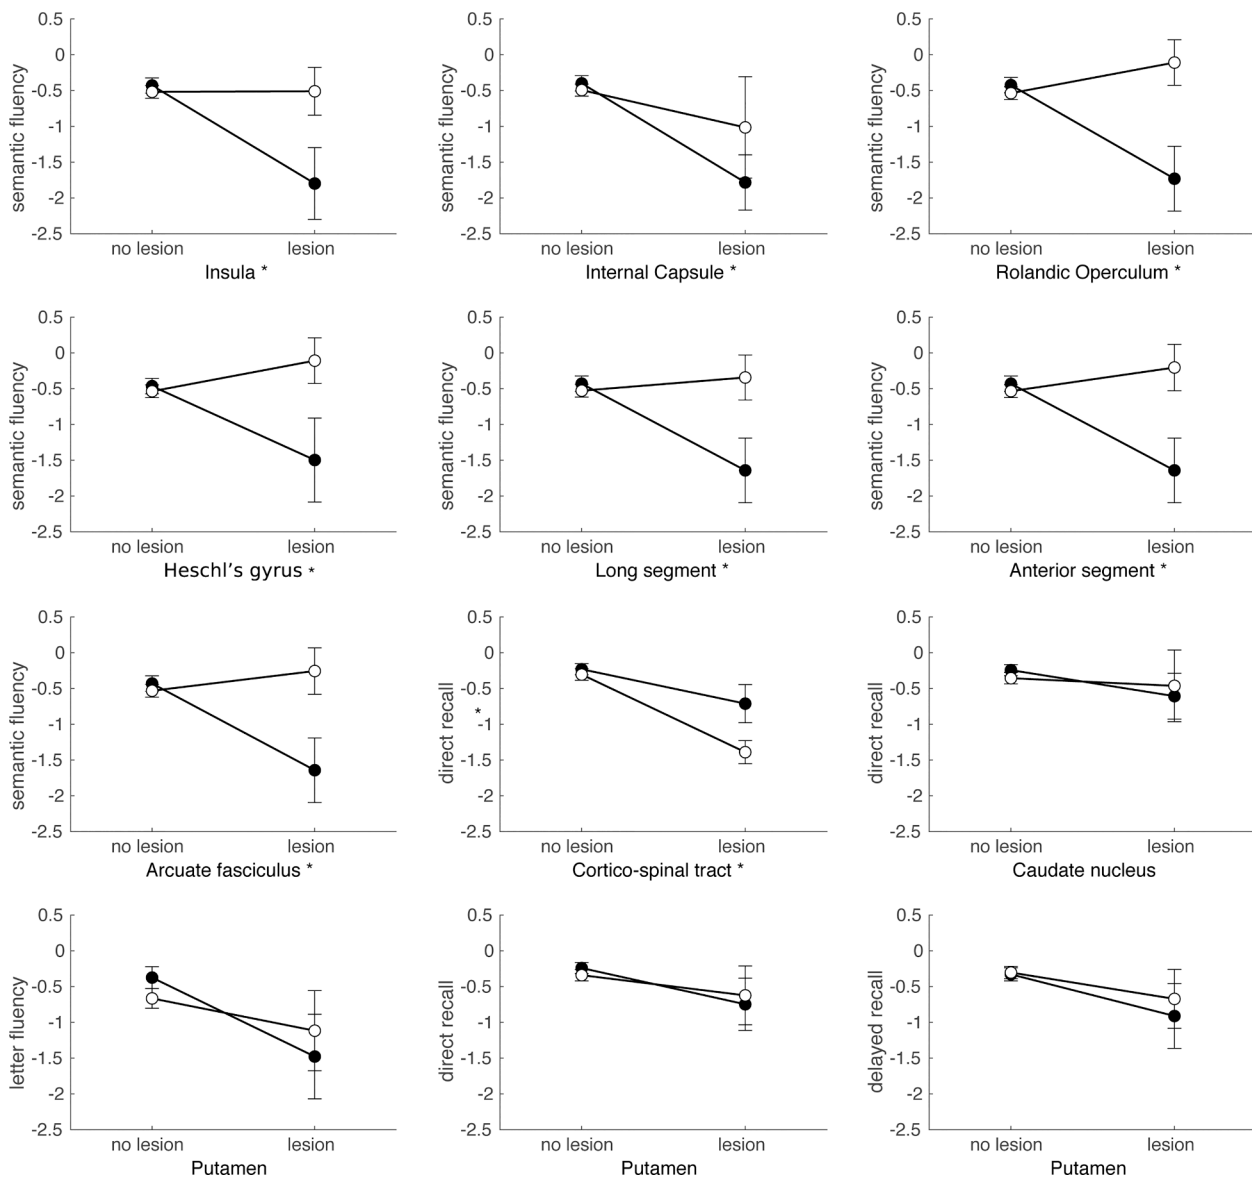 0.5 0.5 0.5
0 0 0
-0.5 -0.5 -0.5
-1 -1 -1
-1.5 -1.5 -1.5
-2 -2 -2
-2.5 -2.5 -2.5
semantic fluency semantic fluency semantic fluency
no lesion lesion no lesion lesion no lesion lesion
Insula * Internal Capsule * Rolandic Operculum *
0.5 0.5 0.5
0 0 0
-0.5 -0.5 -0.5
-1 -1 -1
-1.5 -1.5 -1.5
-2 -2 -2
-2.5 -2.5 -2.5
semantic fluency semantic fluency semantic fluency
no lesion lesion no lesion lesion no lesion lesion
Heschl's gyrus * Long segment * Anterior segment *
0.5 0.5 0.5
0 0 0
-0.5 -0.5 -0.5
-1 * -1 -1
-1.5 -1.5 -1.5
-2 -2 -2
-2.5 -2.5 -2.5
semantic fluency direct recall direct recall
no lesion lesion no lesion lesion no lesion lesion
Arcuate fasciculus * Cortico-spinal tract * Caudate nucleus
0.5 0.5 0.5
0 0 0
-0.5 -0.5 -0.5
-1 -1 -1
-1.5 -1.5 -1.5
-2 -2 -2
-2.5 -2.5 -2.5
letter fluency direct recall delayed recall
no lesion lesion no lesion lesion no lesion lesion
Putamen Putamen Putamen